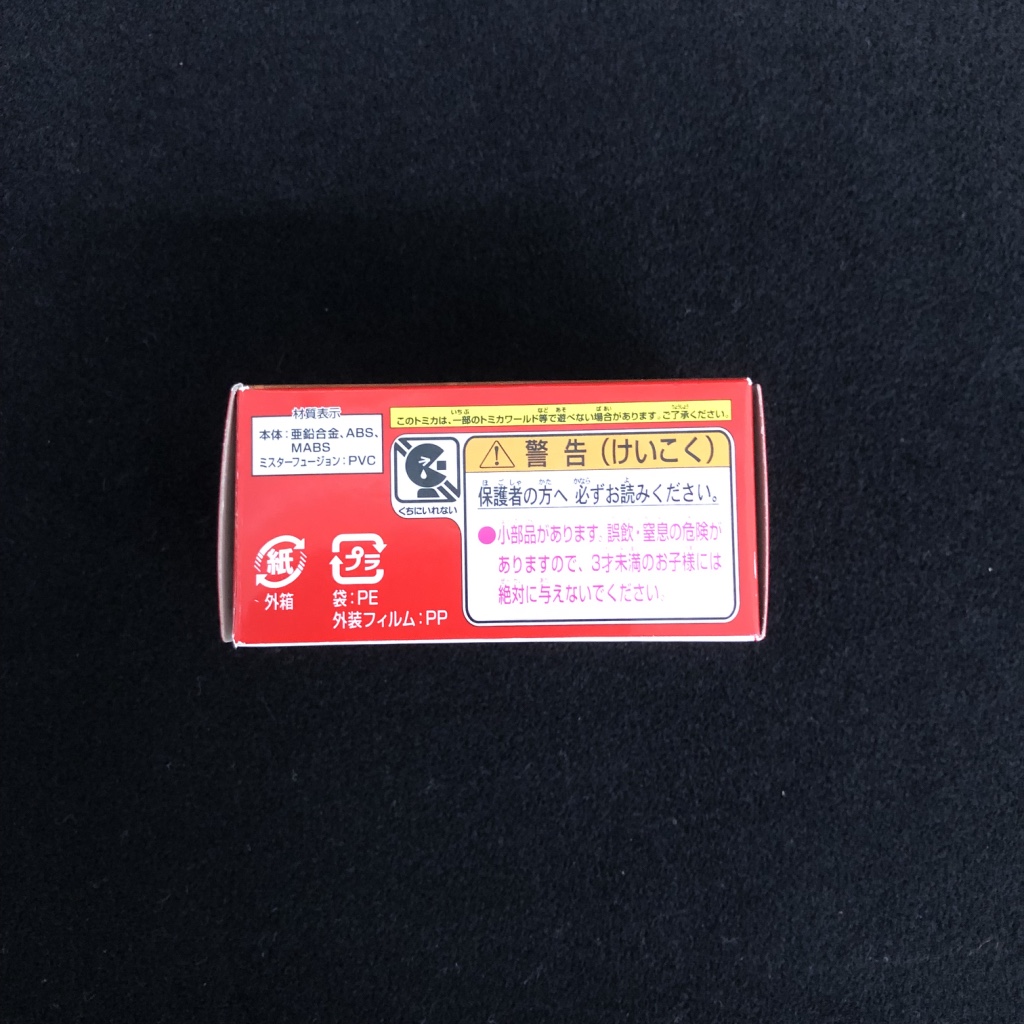 材質表示
本体：亜鉛合金、ABS、
MABS
ミスターフュージョン：PVC
このトミカは、一部のトミカワールド等で遊べない場合があります。ご了承ください。
くちにいれない
警告（けいこく）
保護者の方へ 必ずお読みください。
●小部品があります。誤飲・窒息の危険が
ありますので、3才未満のお子様には
絶対に与えないでください。
紙
外箱
プラ
袋：PE
外装フィルム：PP